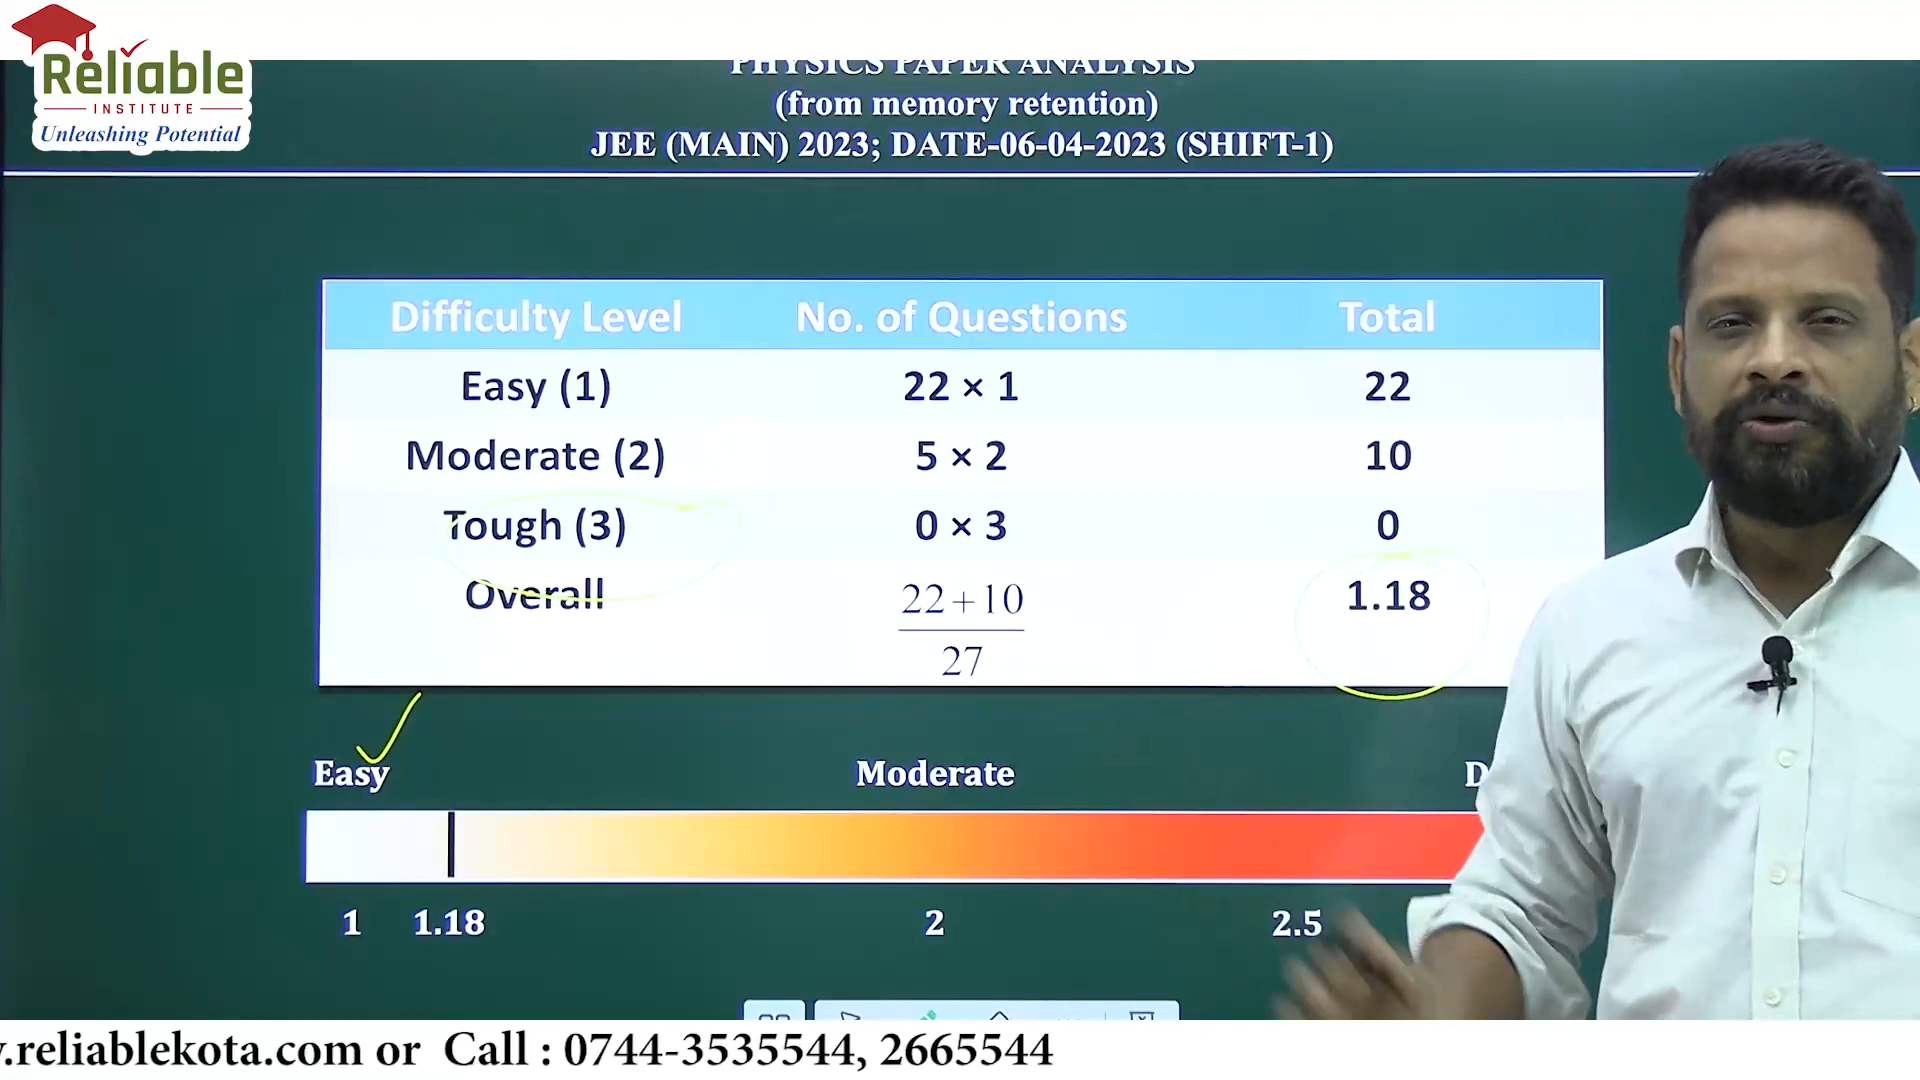 Reliable
INSTITUTE
Unleashing Potential
PHYSICS PAPER ANALYSIS
(from memory retention)
JEE (MAIN) 2023; DATE-06-04-2023 (SHIFT-1)
Difficulty Level No. of Questions Total
Easy (1) 22 × 1 22
Moderate (2) 5 × 2 10
Tough (3) 0 × 3 0
Overall 22+10 1.18
27
Easy Moderate
1 1.18 2 2.5
.reliablekota.com or Call : 0744-3535544, 2665544